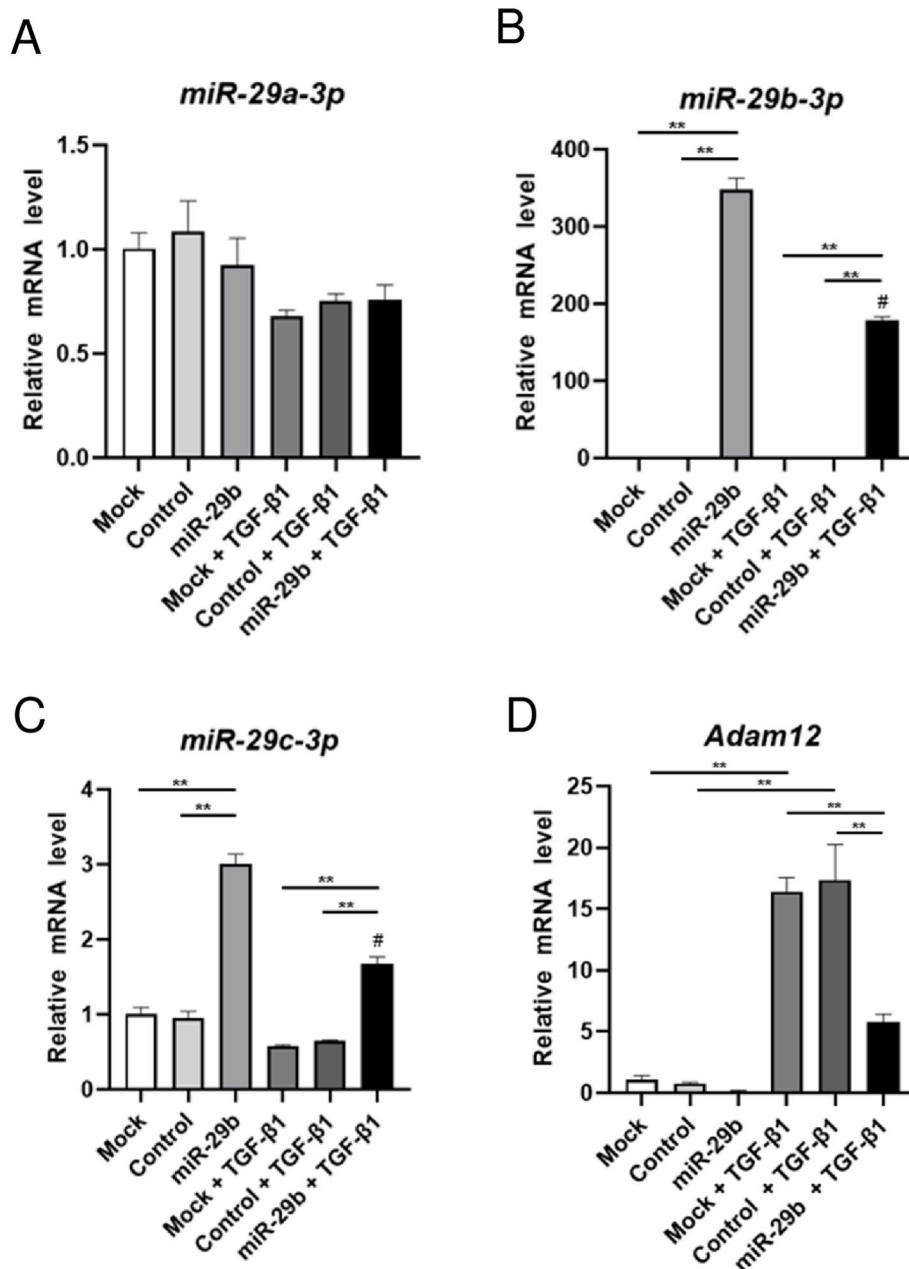 A
miR-29a-3p
Relative mRNA level
1.5
1.0
0.5
0.0
Mock
Control
miR-29b
Mock + TGF-β1
Control + TGF-β1
miR-29b + TGF-β1
B
miR-29b-3p
Relative mRNA level
400
300
200
100
0
**
**
**
**
#
Mock
Control
miR-29b
Mock + TGF-β1
Control + TGF-β1
miR-29b + TGF-β1
C
miR-29c-3p
Relative mRNA level
4
3
2
1
0
**
**
**
**
#
Mock
Control
miR-29b
Mock + TGF-β1
Control + TGF-β1
miR-29b + TGF-β1
D
Adam12
Relative mRNA level
25
20
15
10
5
0
**
**
**
**
Mock
Control
miR-29b
Mock + TGF-β1
Control + TGF-β1
miR-29b + TGF-β1